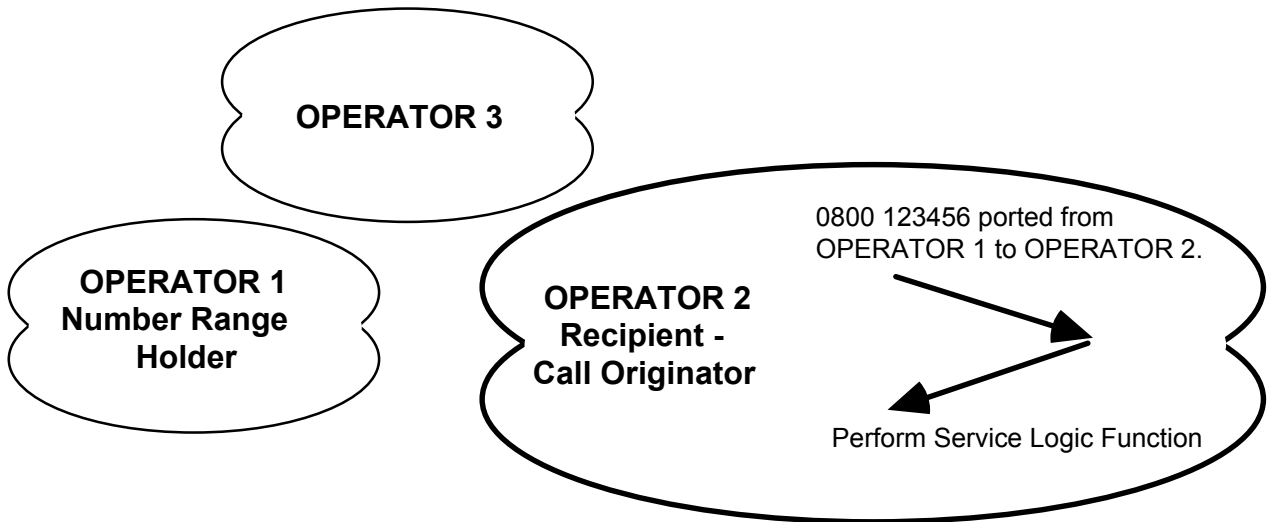 OPERATOR 3
OPERATOR 1
Number Range
Holder
OPERATOR 2
Recipient -
Call Originator
0800 123456 ported from
OPERATOR 1 to OPERATOR 2.
Perform Service Logic Function